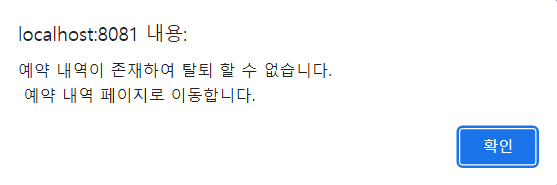 localhost:8081 내용:
예약 내역이 존재하여 탈퇴 할 수 없습니다.
예약 내역 페이지로 이동합니다.
확인